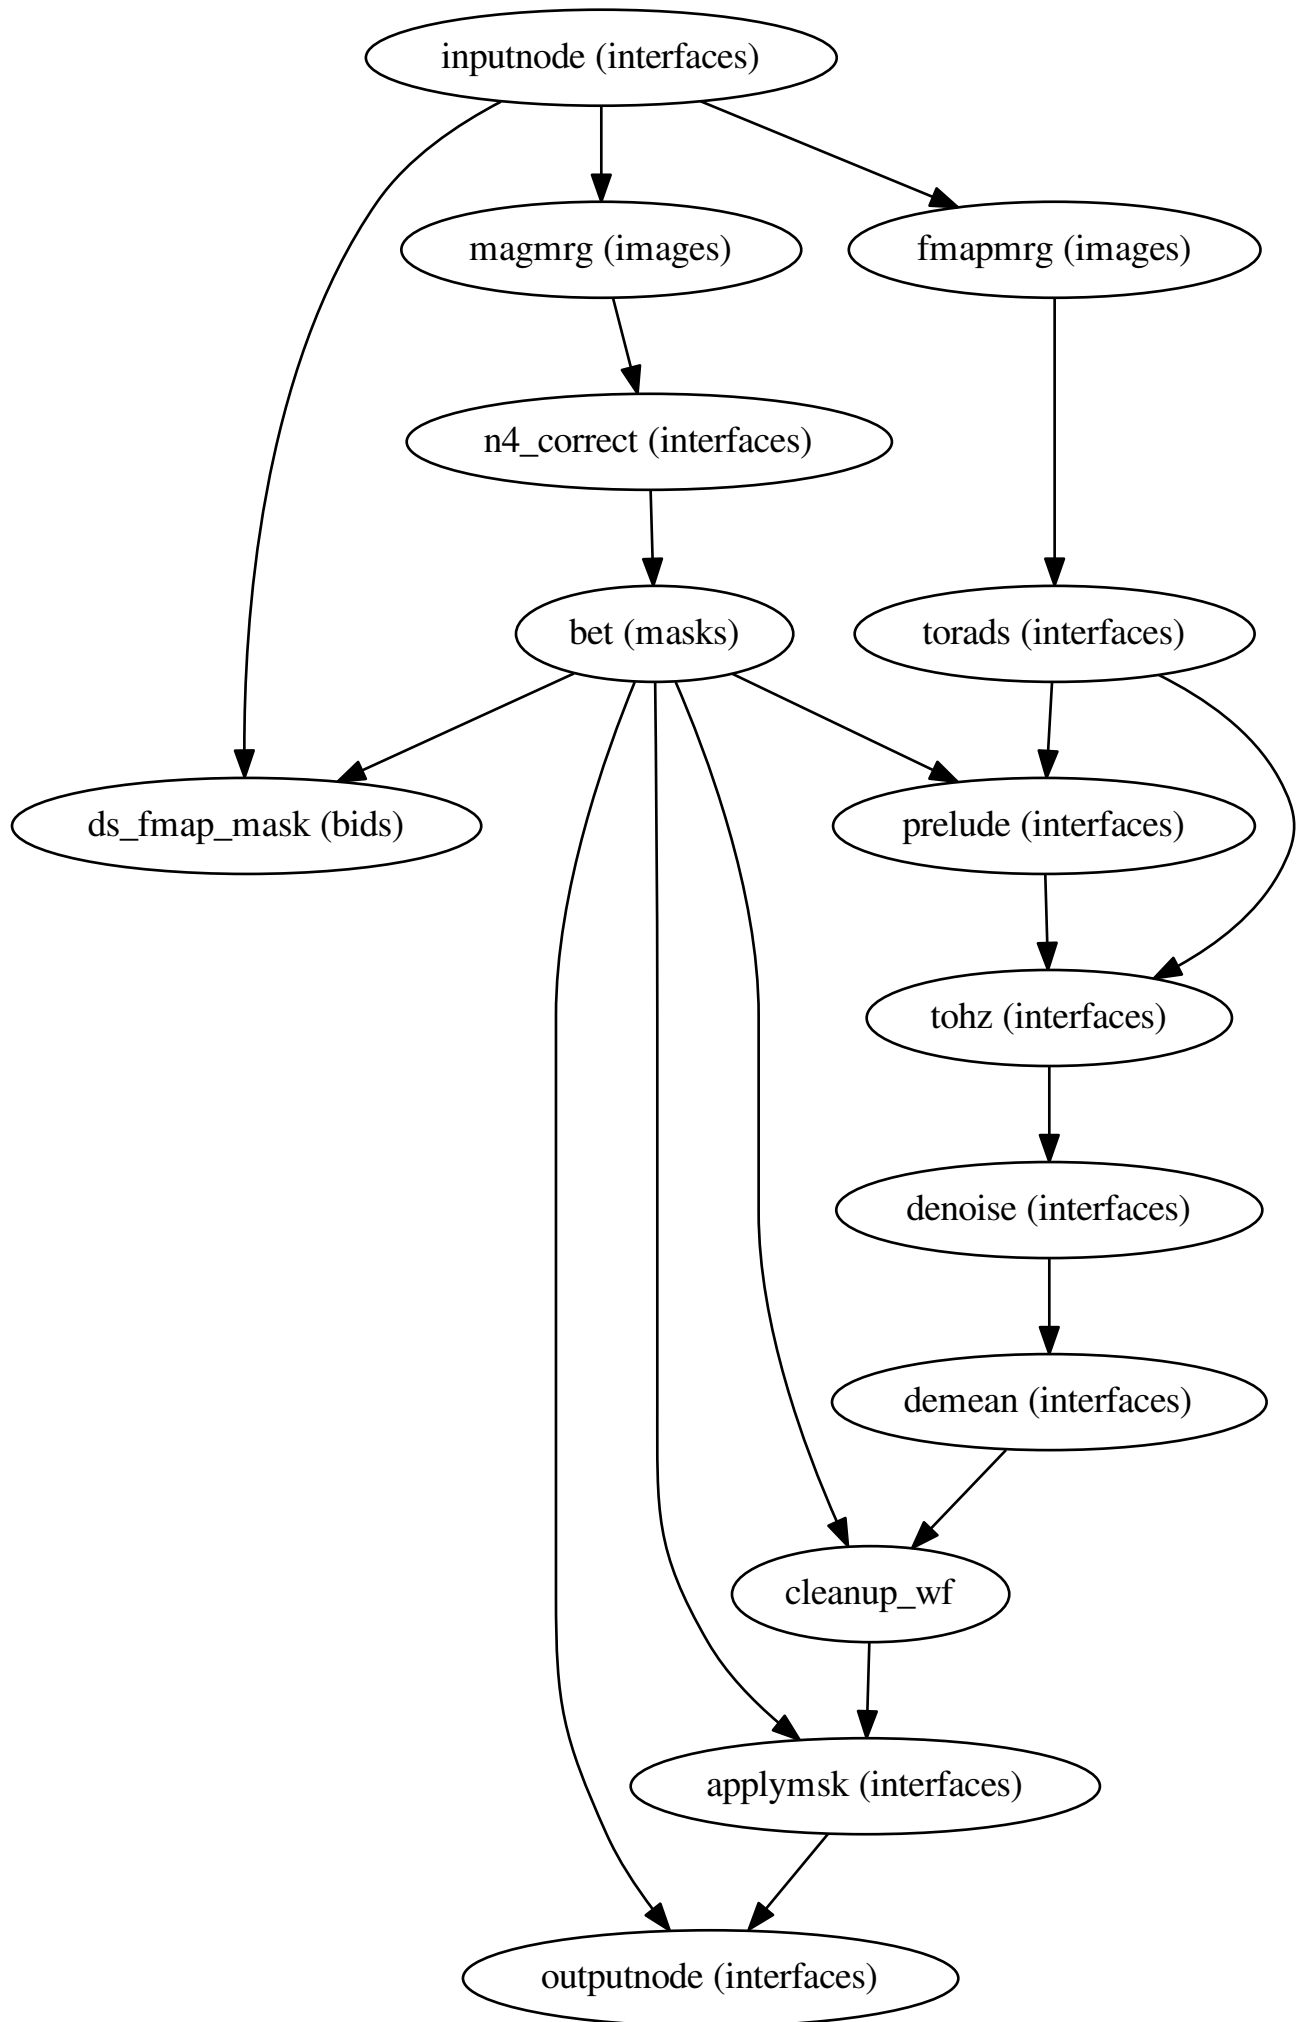 inputnode (interfaces)
magmrg (images)
fmapmrg (images)
n4_correct (interfaces)
bet (masks)
torads (interfaces)
ds_fmap_mask (bids)
prelude (interfaces)
tohz (interfaces)
denoise (interfaces)
demean (interfaces)
cleanup_wf
applymsk (interfaces)
outputnode (interfaces)